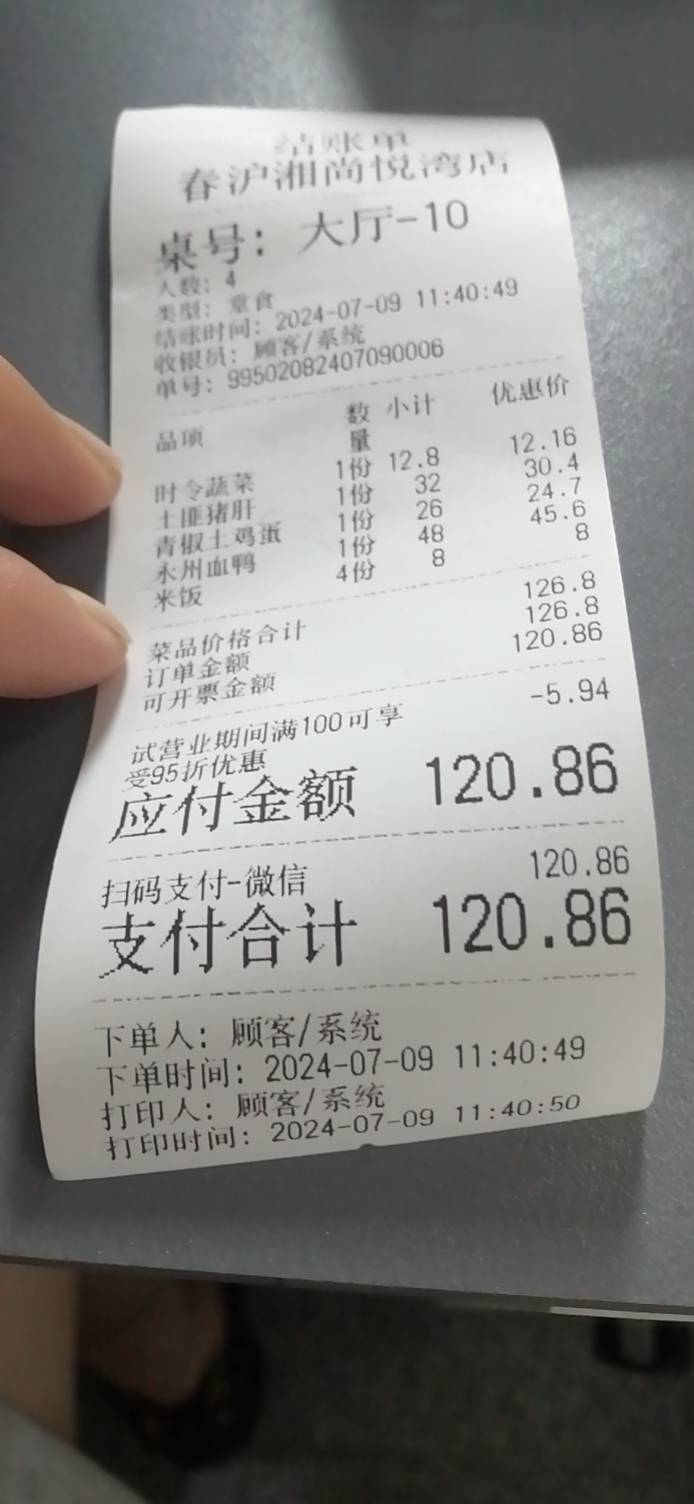 结账单
春沪湘尚悦湾店
桌号: 大厅-10
人数: 4
类型: 堂食
结账时间: 2024-07-09 11:40:49
收银员: 顾客/系统
单号: 99502082407090006
品项 数量 小计 优惠价
时令蔬菜 1份 12.8 12.16
土匪猪肝 1份 32 30.4
青椒土鸡蛋 1份 26 24.7
永州血鸭 1份 48 45.6
米饭 4份 8 8
菜品价格合计 126.8
订单金额 126.8
可开票金额 120.86
试营业期间满100可享 -5.94
受95折优惠
应付金额 120.86
扫码支付-微信 120.86
支付合计 120.86
下单人: 顾客/系统
下单时间: 2024-07-09 11:40:49
打印人: 顾客/系统
打印时间: 2024-07-09 11:40:50